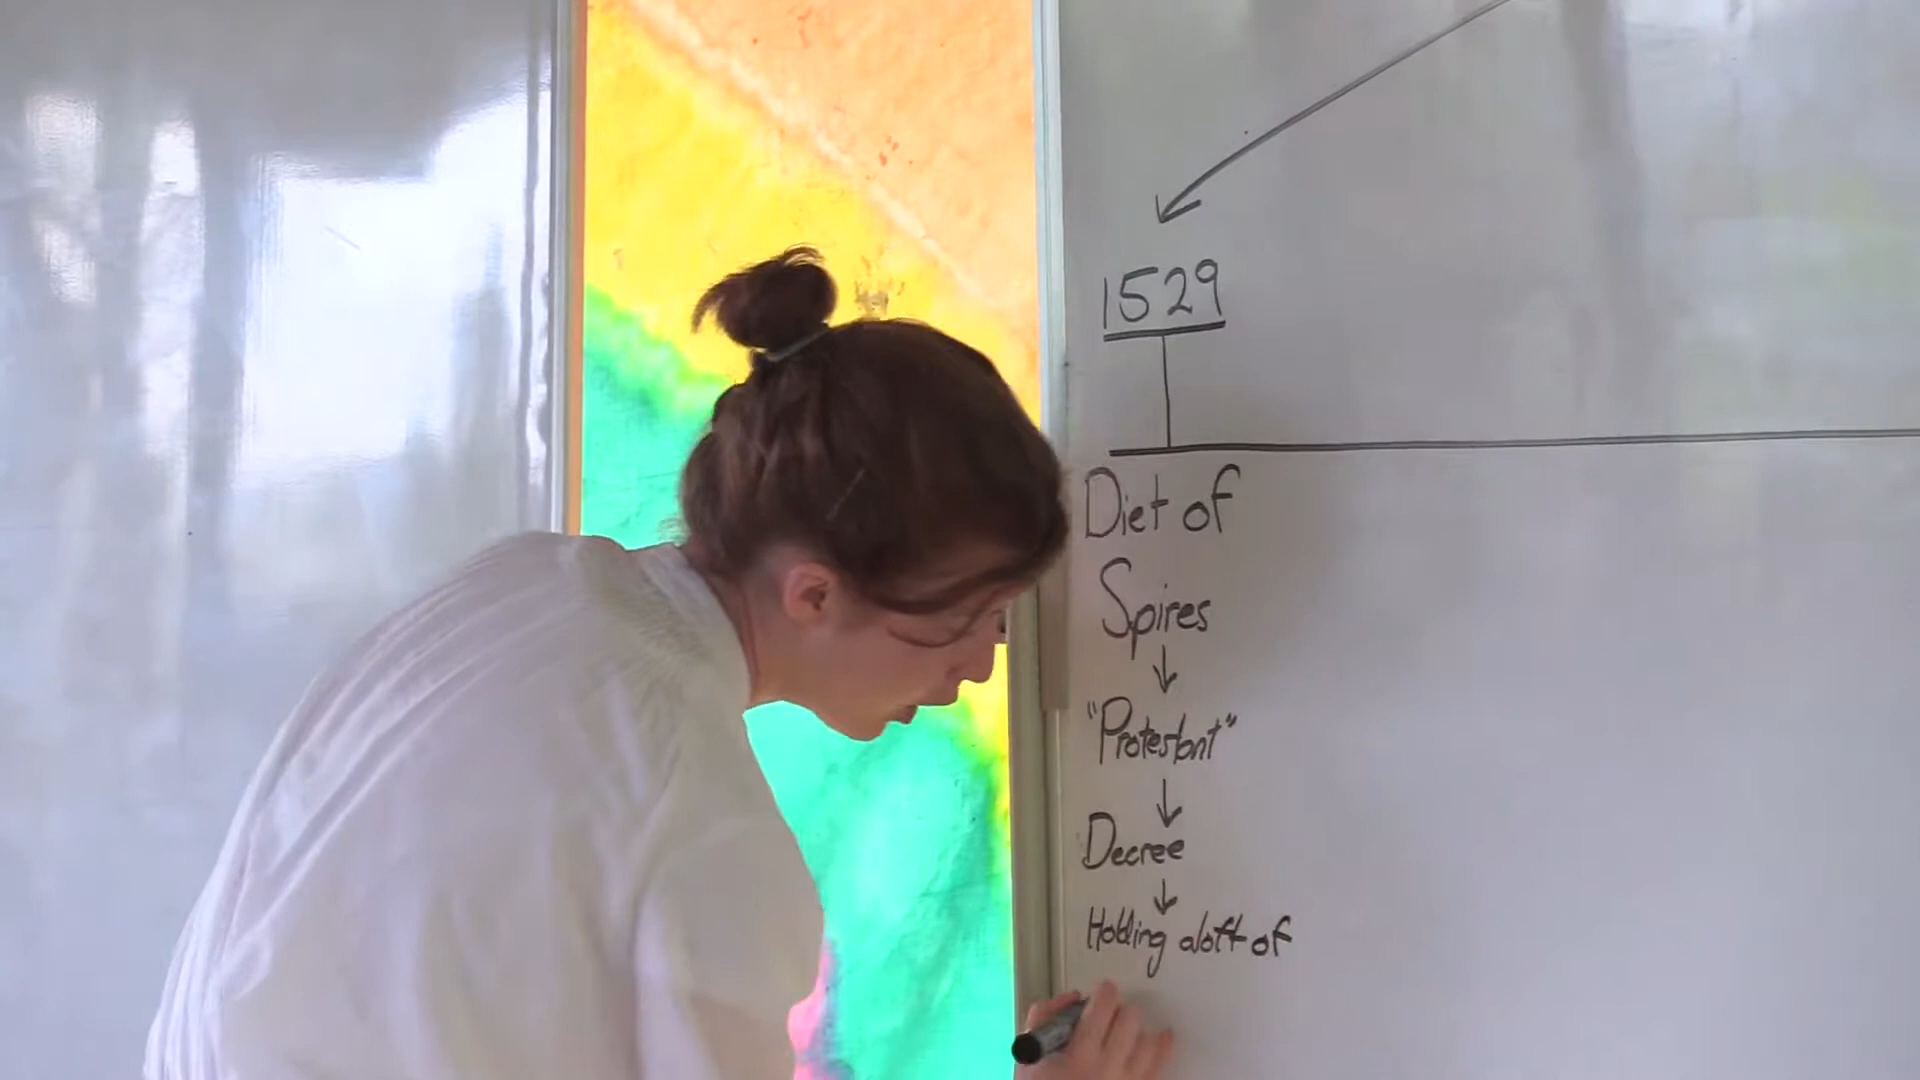 1529
Diet of
Spires
↓
"Protestant"
↓
Decree
↓
Holding aloft of